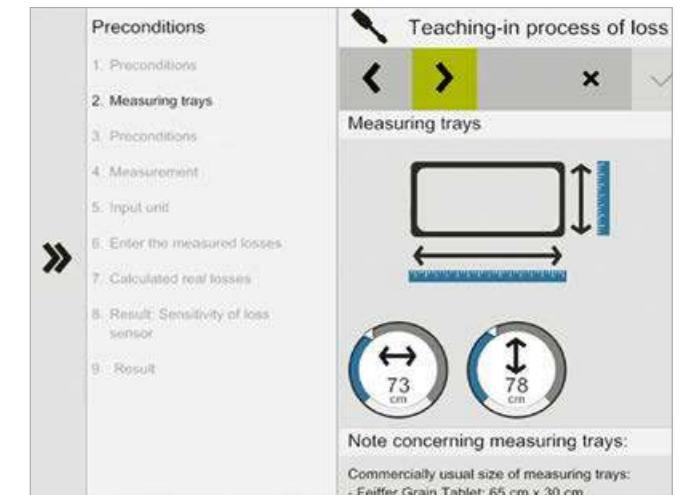 Preconditions
1. Preconditions
2. Measuring trays
3. Preconditions
4. Measurement
5. Input unit
6. Enter the measured losses
7. Calculated real losses
8. Result: Sensitivity of loss
sensor
9. Result
Teaching-in process of loss
Measuring trays
73
cm
78
cm
Note concerning measuring trays:
Commercially usual size of measuring trays:
- Feiffer Grain Tablet: 65 cm x 30 cm